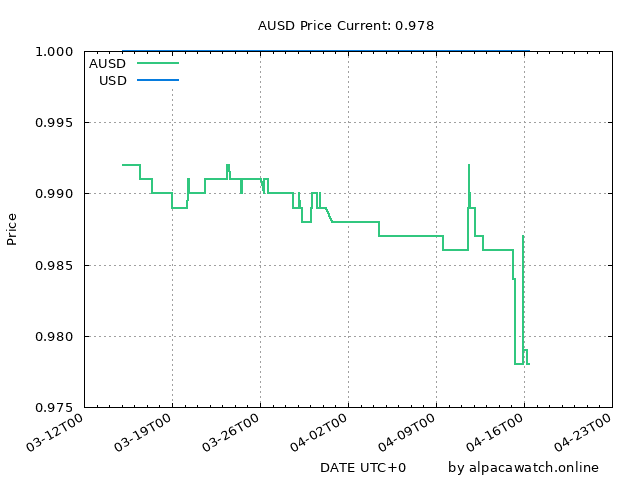 AUSD Price Current: 0.978
1.000
AUSD
USD
0.995
0.990
Price
0.985
0.980
0.975
03-12T00
03-19T00
03-26T00
04-02T00
04-09T00
04-16T00
04-23T00
DATE UTC+0
by alpacawatch.online